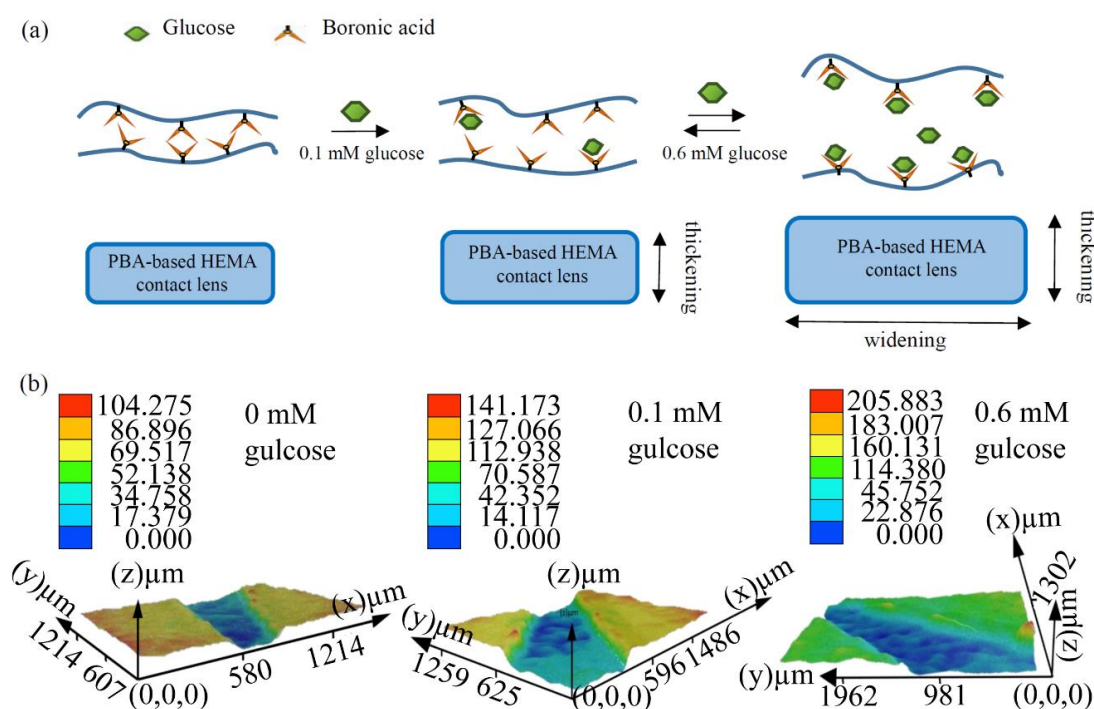 (a)
Glucose
Boronic acid
0.1 mM glucose
0.6 mM glucose
PBA-based HEMA
contact lens
PBA-based HEMA
contact lens
thickening
PBA-based HEMA
contact lens
thickening
widening
(b)
104.275
86.896
69.517
52.138
34.758
17.379
0.000
0 mM
gulcose
(z)µm
(y)µm
(x)µm
1214
607
(0,0,0)
580
1214
141.173
127.066
112.938
70.587
42.352
14.117
0.000
0.1 mM
gulcose
(z)µm
(y)µm
(x)µm
1259
625
(0,0,0)
596
1486
205.883
183.007
160.131
114.380
45.752
22.876
0.000
0.6 mM
gulcose
(x)µm
1302
(z)µm
(y)µm
1962
981
(0,0,0)